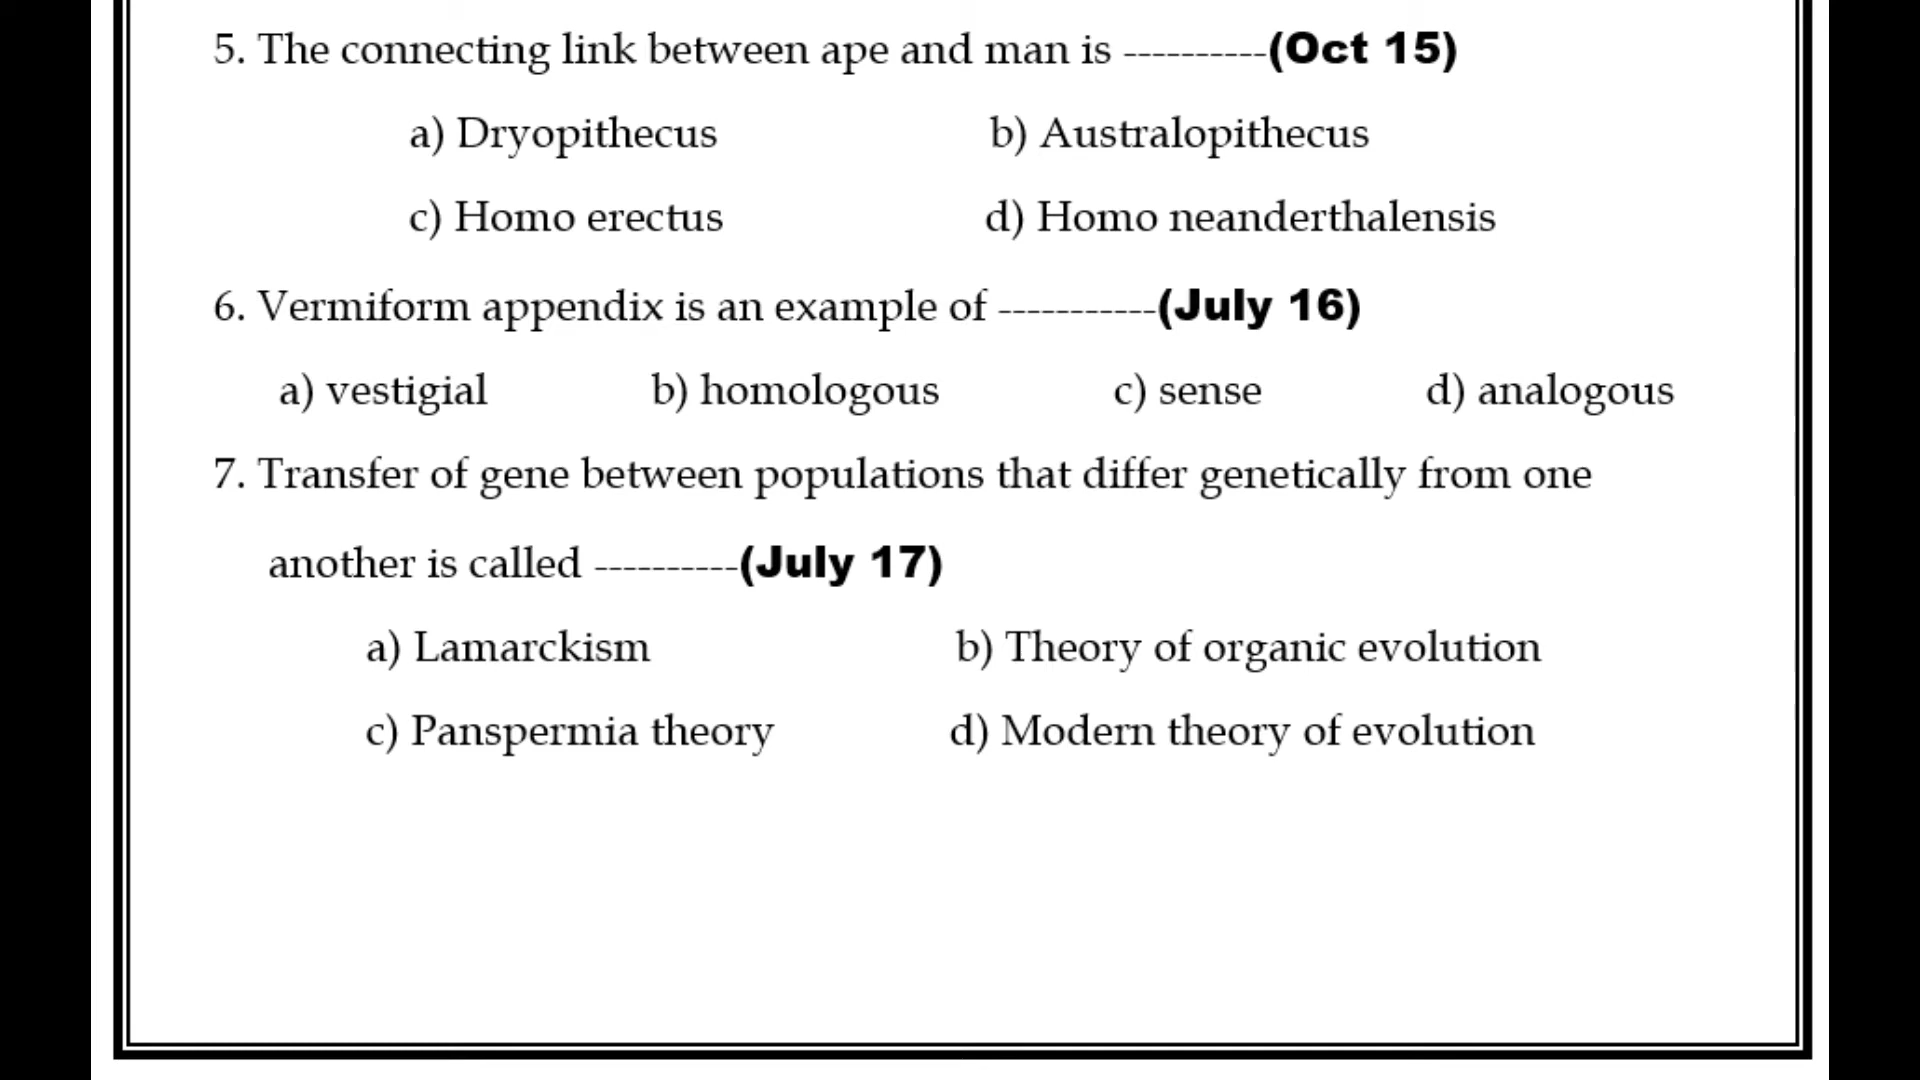 5. The connecting link between ape and man is ----------(Oct 15)
a) Dryopithecus b) Australopithecus
c) Homo erectus d) Homo neanderthalensis
6. Vermiform appendix is an example of -----------(July 16)
a) vestigial b) homologous c) sense d) analogous
7. Transfer of gene between populations that differ genetically from one
another is called ----------(July 17)
a) Lamarckism b) Theory of organic evolution
c) Panspermia theory d) Modern theory of evolution